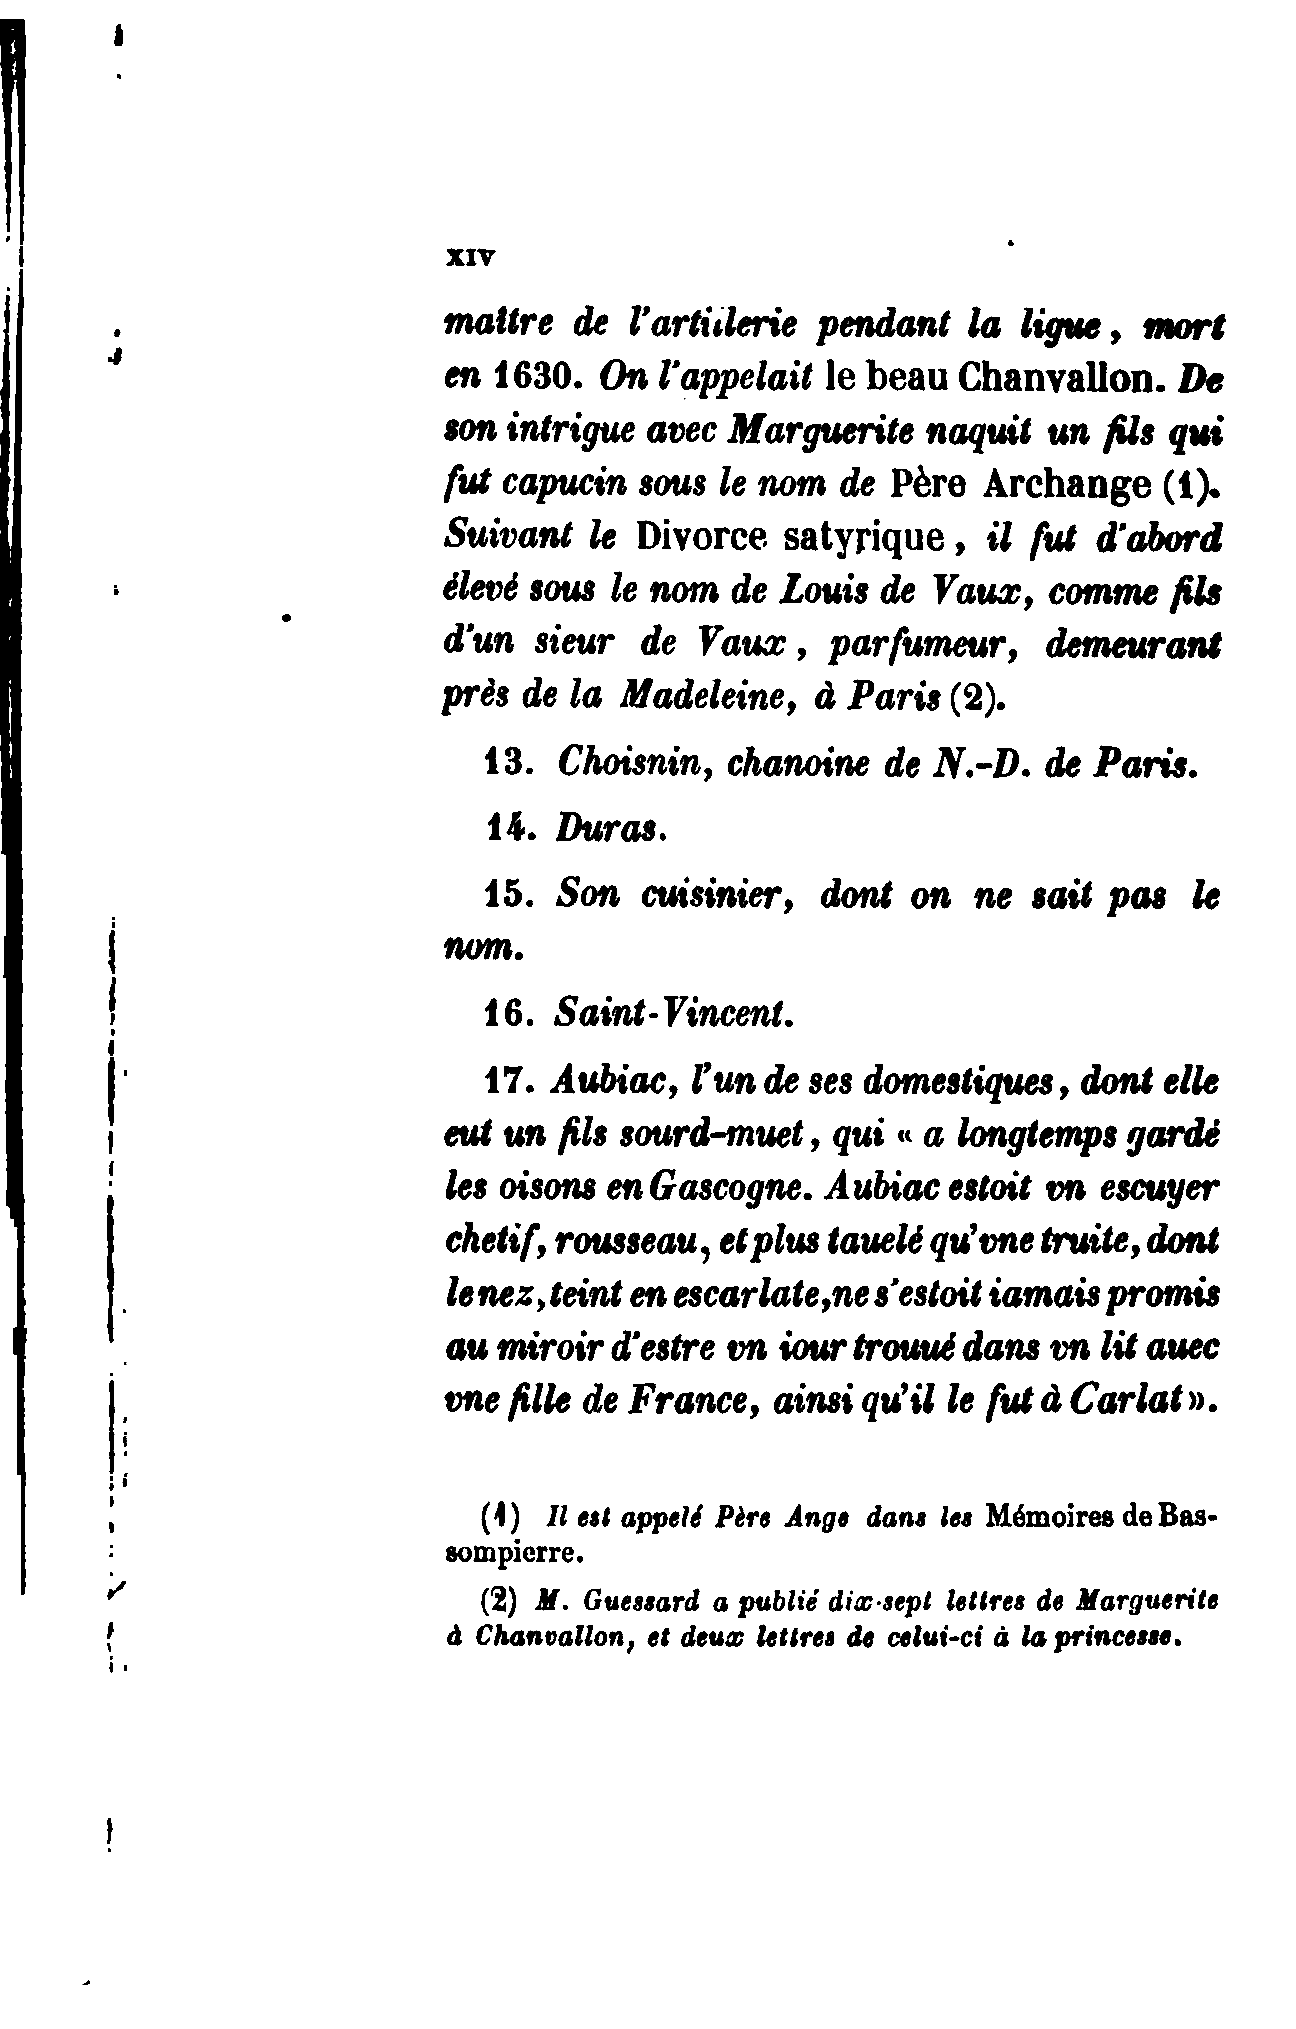 XIV
maître de l'artillerie pendant la ligue, mort
en 1630. On l'appelait le beau Chanvallon. De
son intrigue avec Marguerite naquit un fils qui
fut capucin sous le nom de Père Archange (1).
Suivant le Divorce satyrique, il fut d'abord
élevé sous le nom de Louis de Vaux, comme fils
d'un sieur de Vaux, parfumeur, demeurant
près de la Madeleine, à Paris (2).
13. Choisnin, chanoine de N.-D. de Paris.
14. Duras.
15. Son cuisinier, dont on ne sait pas le
nom.
16. Saint-Vincent.
17. Aubiac, l'un de ses domestiques, dont elle
eut un fils sourd-muet, qui « a longtemps gardé
les oisons en Gascogne. Aubiac estoit vn escuyer
chetif, rousseau, et plus tauelé qu'vne truite, dont
le nez, teint en escarlate, ne s'estoit iamais promis
au miroir d'estre vn iour trouué dans vn lit auec
vne fille de France, ainsi qu'il le fut à Carlat ».
(1) Il est appelé Père Ange dans les Mémoires de Bas-
sompierre.
(2) M. Guessard a publié dix-sept lettres de Marguerite
à Chanvallon, et deux lettres de celui-ci à la princesse.